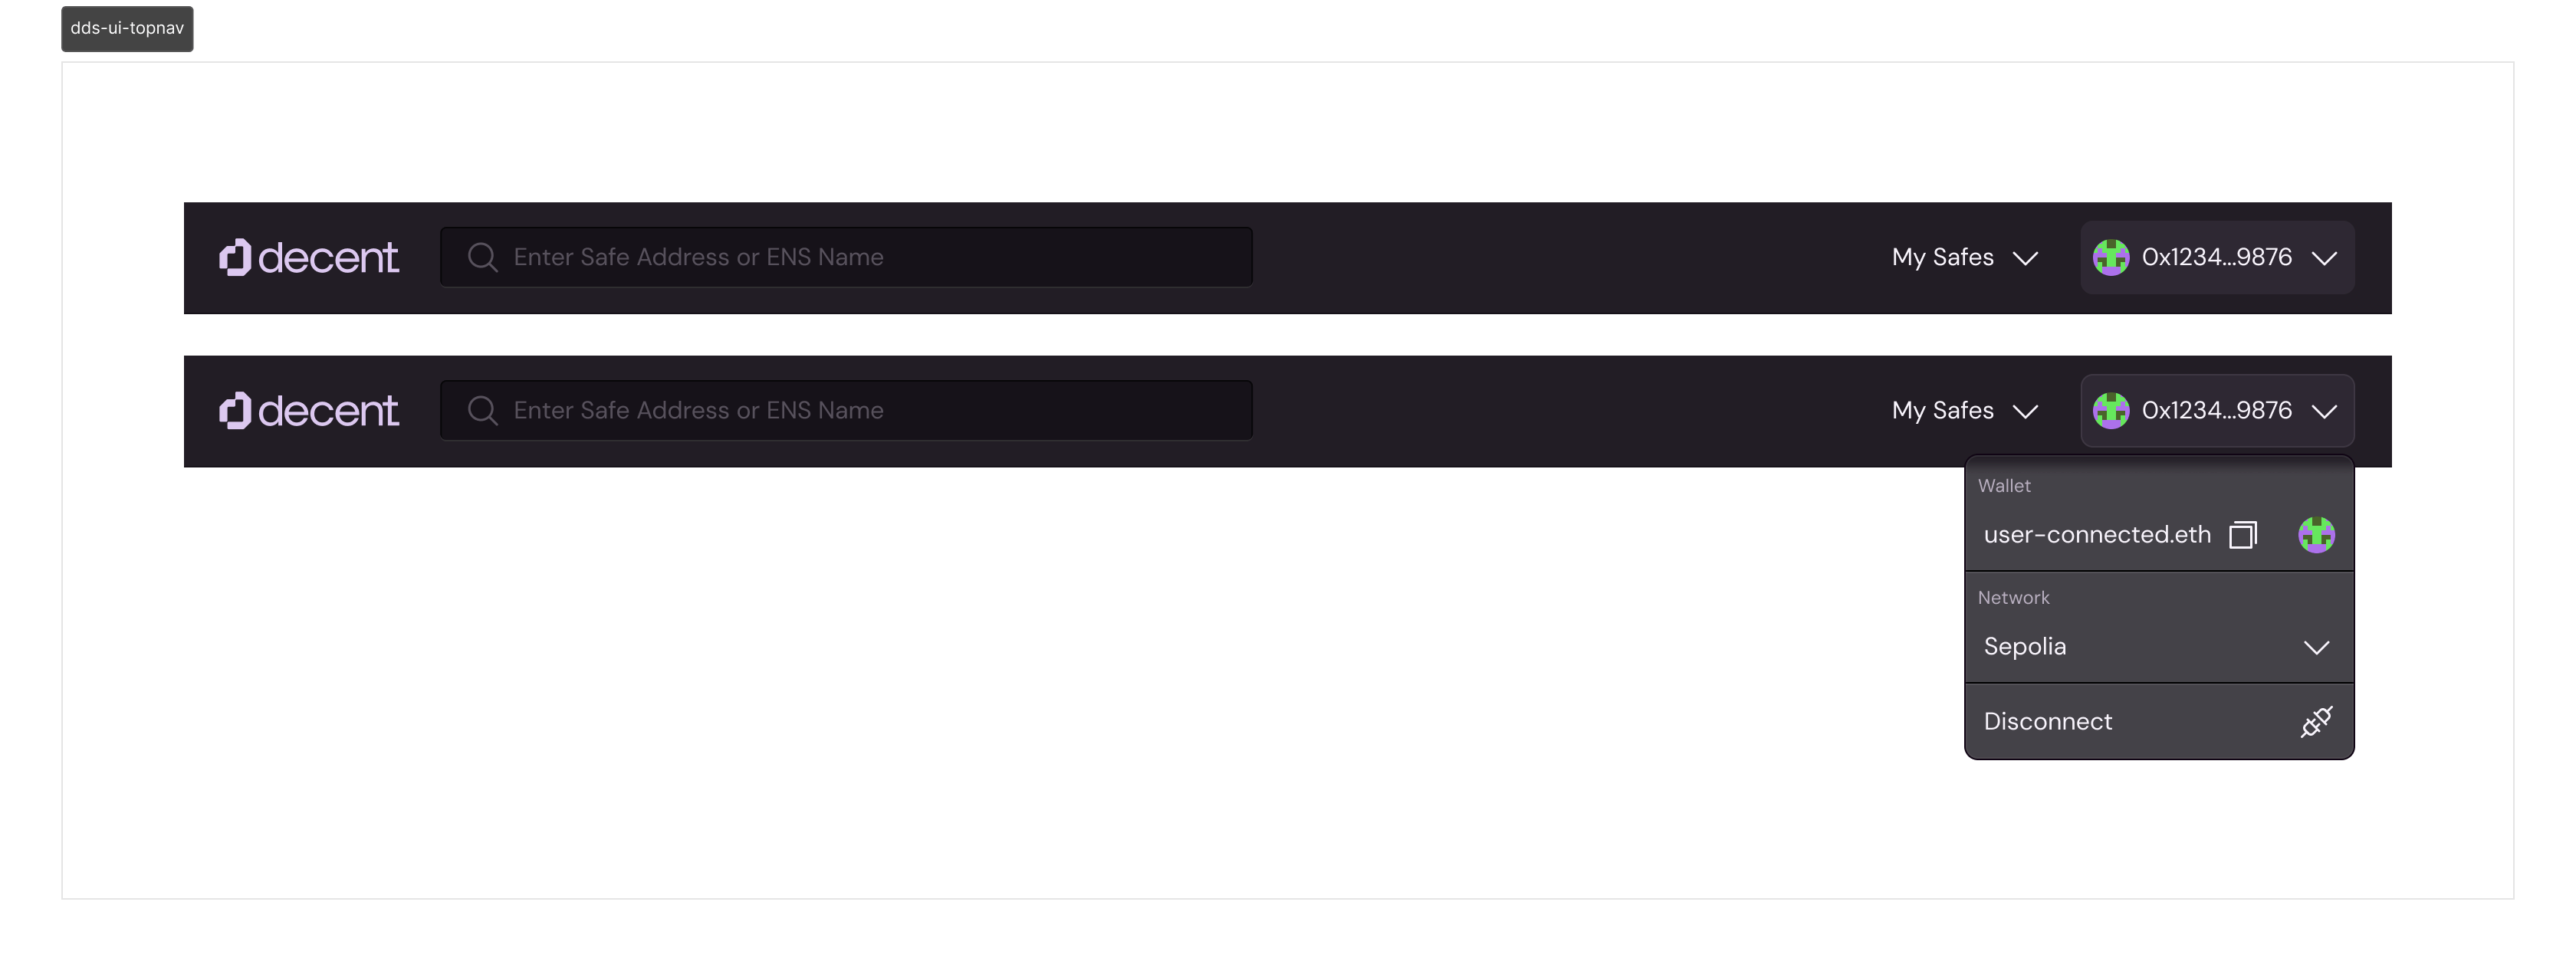 dds-ui-topnav
decent
Enter Safe Address or ENS Name
My Safes
0x1234...9876
decent
Enter Safe Address or ENS Name
My Safes
0x1234...9876
Wallet
user-connected.eth
Network
Sepolia
Disconnect